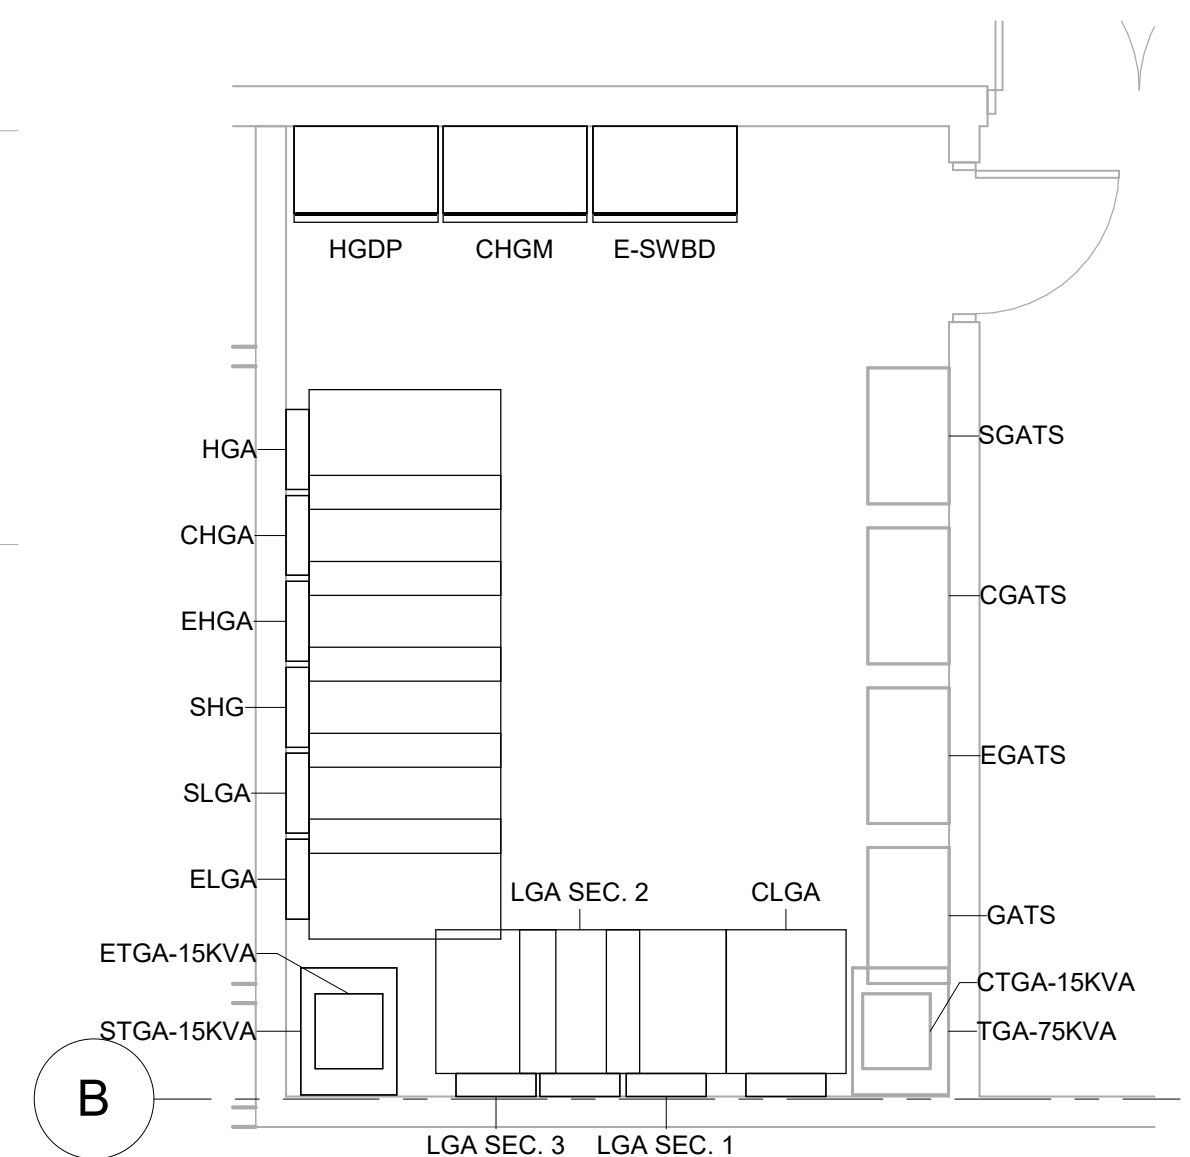 HGDP
CHGM
E-SWBD
HGA
SGATS
CHGA
CGATS
EHGA
SHG
EGATS
SLGA
ELGA
LGA SEC. 2
CLGA
GATS
ETGA-15KVA
CTGA-15KVA
STGA-15KVA
TGA-75KVA
B
LGA SEC. 3
LGA SEC. 1